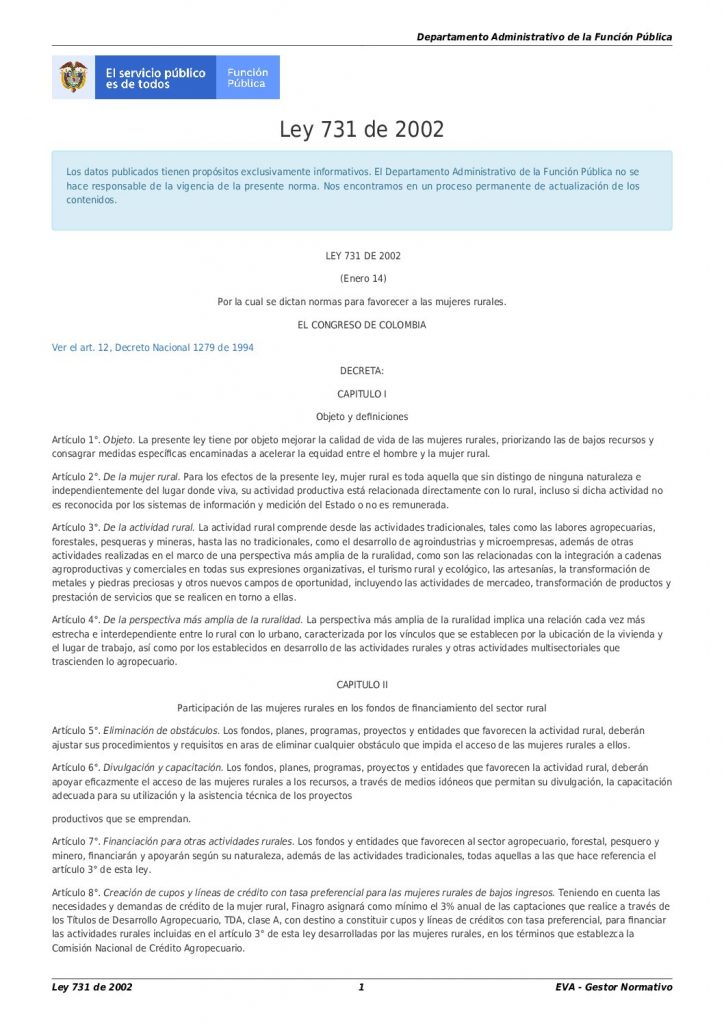 Departamento Administrativo de la Función Pública
El servicio público
es de todos
Función
Pública
Ley 731 de 2002
Los datos publicados tienen propósitos exclusivamente informativos. El Departamento Administrativo de la Función Pública no se
hace responsable de la vigencia de la presente norma. Nos encontramos en un proceso permanente de actualización de los
contenidos.
LEY 731 DE 2002
(Enero 14)
Por la cual se dictan normas para favorecer a las mujeres rurales.
EL CONGRESO DE COLOMBIA
Ver el art. 12, Decreto Nacional 1279 de 1994
DECRETA:
CAPITULO I
Objeto y definiciones
Artículo 1°. Objeto. La presente ley tiene por objeto mejorar la calidad de vida de las mujeres rurales, priorizando las de bajos recursos y
consagrar medidas específicas encaminadas a acelerar la equidad entre el hombre y la mujer rural.
Artículo 2°. De la mujer rural. Para los efectos de la presente ley, mujer rural es toda aquella que sin distingo de ninguna naturaleza e
independientemente del lugar donde viva, su actividad productiva está relacionada directamente con lo rural, incluso si dicha actividad no
es reconocida por los sistemas de información y medición del Estado o no es remunerada.
Artículo 3°. De la actividad rural. La actividad rural comprende desde las actividades tradicionales, tales como las labores agropecuarias,
forestales, pesqueras y mineras, hasta las no tradicionales, como el desarrollo de agroindustrias y microempresas, además de otras
actividades realizadas en el marco de una perspectiva más amplia de la ruralidad, como son las relacionadas con la integración a cadenas
agroproductivas y comerciales en todas sus expresiones organizativas, el turismo rural y ecológico, las artesanías, la transformación de
metales y piedras preciosas y otros nuevos campos de oportunidad, incluyendo las actividades de mercadeo, transformación de productos y
prestación de servicios que se realicen en torno a ellas.
Artículo 4°. De la perspectiva más amplia de la ruralidad. La perspectiva más amplia de la ruralidad implica una relación cada vez más
estrecha e interdependiente entre lo rural con lo urbano, caracterizada por los vínculos que se establecen por la ubicación de la vivienda y
el lugar de trabajo, así como por los establecidos en desarrollo de las actividades rurales y otras actividades multisectoriales que
trascienden lo agropecuario.
CAPITULO II
Participación de las mujeres rurales en los fondos de financiamiento del sector rural
Artículo 5°. Eliminación de obstáculos. Los fondos, planes, programas, proyectos y entidades que favorecen la actividad rural, deberán
ajustar sus procedimientos y requisitos en aras de eliminar cualquier obstáculo que impida el acceso de las mujeres rurales a ellos.
Artículo 6°. Divulgación y capacitación. Los fondos, planes, programas, proyectos y entidades que favorecen la actividad rural, deberán
apoyar eficazmente el acceso de las mujeres rurales a los recursos, a través de medios idóneos que permitan su divulgación, la capacitación
adecuada para su utilización y la asistencia técnica de los proyectos
productivos que se emprendan.
Artículo 7°. Financiación para otras actividades rurales. Los fondos y entidades que favorecen al sector agropecuario, forestal, pesquero y
minero, financiarán y apoyarán según su naturaleza, además de las actividades tradicionales, todas aquellas a las que hace referencia el
artículo 3° de esta ley.
Artículo 8°. Creación de cupos y líneas de crédito con tasa preferencial para las mujeres rurales de bajos ingresos. Teniendo en cuenta las
necesidades y demandas de crédito de la mujer rural, Finagro asignará como mínimo el 3% anual de las captaciones que realice a través de
los Títulos de Desarrollo Agropecuario, TDA, clase A, con destino a constituir cupos y líneas de créditos con tasa preferencial, para financiar
las actividades rurales incluidas en el artículo 3° de esta ley desarrolladas por las mujeres rurales, en los términos que establezca la
Comisión Nacional de Crédito Agropecuario.
Ley 731 de 2002
1
EVA - Gestor Normativo